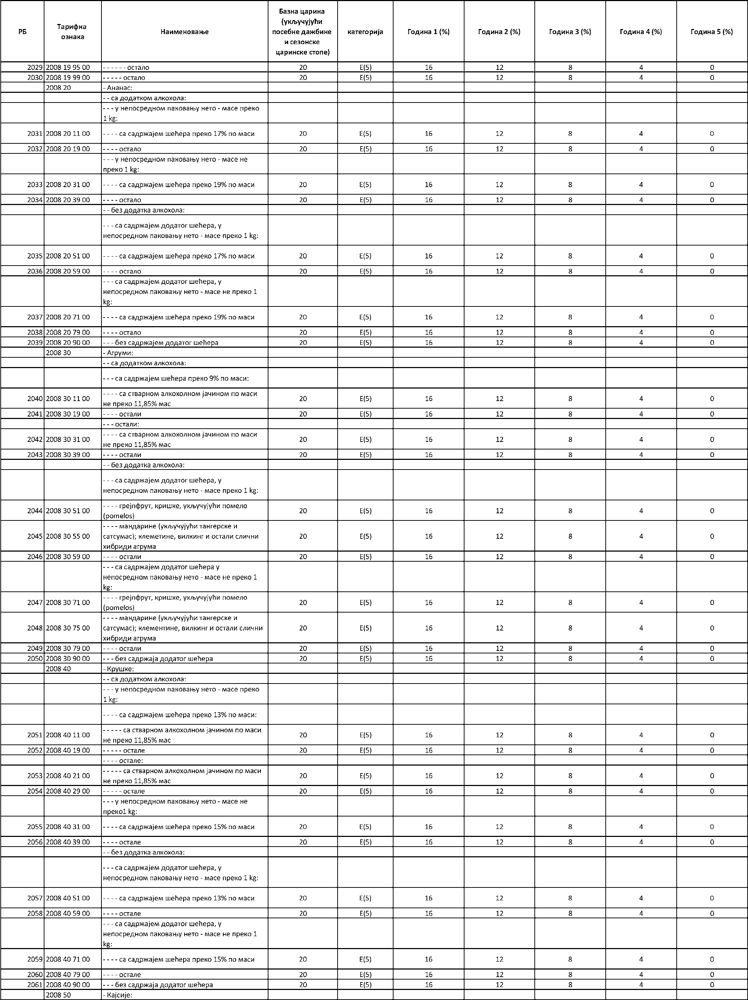 РБ Тарифна ознака Наименовање Базна царина (укључујући посебне дажбине и сезонске царинске стопе) категорија Година 1 (%) Година 2 (%) Година 3 (%) Година 4 (%) Година 5 (%)
2029 2008 19 95 00 - - - - - - остало 20 E(5) 16 12 8 4 0
2030 2008 19 99 00 - - - - - остало 20 E(5) 16 12 8 4 0
2008 20 - Ананас:
- - са додатком алкохола:
- - - у непосредном паковању нето - масе преко
1 kg:
2031 2008 20 11 00 - - - - са садржајем шећера преко 17% по маси 20 E(5) 16 12 8 4 0
2032 2008 20 19 00 - - - - остало 20 E(5) 16 12 8 4 0
- - - у непосредном паковању нето - масе не
преко 1 kg:
2033 2008 20 31 00 - - - - са садржајем шећера преко 19% по маси 20 E(5) 16 12 8 4 0
2034 2008 20 39 00 - - - - остало 20 E(5) 16 12 8 4 0
- - без додатка алкохола:
- - - са садржајем додатог шећера, у
непосредном паковању нето - масе преко 1 kg:
2035 2008 20 51 00 - - - - са садржајем шећера преко 17% по маси 20 E(5) 16 12 8 4 0
2036 2008 20 59 00 - - - - остало 20 E(5) 16 12 8 4 0
- - - са садржајем додатог шећера, у
непосредном паковању нето - масе не преко 1
kg:
2037 2008 20 71 00 - - - - са садржајем шећера преко 19% по маси 20 E(5) 16 12 8 4 0
2038 2008 20 79 00 - - - - остало 20 E(5) 16 12 8 4 0
2039 2008 20 90 00 - - - без садржајем додатог шећера 20 E(5) 16 12 8 4 0
2008 30 - Агруми:
- - са додатком алкохола:
- - - са садржајем шећера преко 9% по маси:
2040 2008 30 11 00 - - - - са стварном алкохолном јачином по маси
не преко 11,85% мас 20 E(5) 16 12 8 4 0
2041 2008 30 19 00 - - - - остали 20 E(5) 16 12 8 4 0
- - - остали:
2042 2008 30 31 00 - - - - са стварном алкохолном јачином по маси
не преко 11,85% мас 20 E(5) 16 12 8 4 0
2043 2008 30 39 00 - - - - остали 20 E(5) 16 12 8 4 0
- - без додатка алкохола:
- - - са садржајем додатог шећера, у
непосредном паковању нето - масе преко 1 kg:
2044 2008 30 51 00 - - - - грејпфрут, кришке, укључујући помело
(pomelos) 20 E(5) 16 12 8 4 0
2045 2008 30 55 00 - - - - мандарине (укључујући тангерске и
сатсумас); клеметине, вилкинг и остали слични
хибриди агрума 20 E(5) 16 12 8 4 0
2046 2008 30 59 00 - - - - остали 20 E(5) 16 12 8 4 0
- - - са садржајем додатог шећера у
непосредном паковању нето - масе не преко 1
kg:
2047 2008 30 71 00 - - - - грејпфрут, кришке, укључујући помело
(pomelos) 20 E(5) 16 12 8 4 0
2048 2008 30 75 00 - - - - мандарине (укључујући тангерске и
сатсумас); клементине, вилкинг и остали слични
хибриди агрума 20 E(5) 16 12 8 4 0
2049 2008 30 79 00 - - - - остали 20 E(5) 16 12 8 4 0
2050 2008 30 90 00 - - - без садржаја додатог шећера 20 E(5) 16 12 8 4 0
2008 40 - Крушке:
- - са додатком алкохола:
- - - у непосредном паковању нето - масе преко
1 kg:
- - - - са садржајем шећера преко 13% по маси:
2051 2008 40 11 00 - - - - - са стварном алкохолном јачином по маси
не преко 11,85% мас 20 E(5) 16 12 8 4 0
2052 2008 40 19 00 - - - - - остале 20 E(5) 16 12 8 4 0
- - - - остале:
2053 2008 40 21 00 - - - - - са стварном алкохолном јачином по маси
не преко 11,85% мас 20 E(5) 16 12 8 4 0
2054 2008 40 29 00 - - - - - остале 20 E(5) 16 12 8 4 0
- - - у непосредном паковању нето - масе не
преко1 kg:
2055 2008 40 31 00 - - - - са садржајем шећера преко 15% по маси 20 E(5) 16 12 8 4 0
2056 2008 40 39 00 - - - - остале 20 E(5) 16 12 8 4 0
- - без додатка алкохола:
- - - са садржајем додатог шећера, у
непосредном паковању нето - масе преко 1 kg:
2057 2008 40 51 00 - - - - са садржајем шећера преко 13% по маси 20 E(5) 16 12 8 4 0
2058 2008 40 59 00 - - - - остале 20 E(5) 16 12 8 4 0
- - - са садржајем додатог шећера, у
непосредном паковању нето - масе не преко 1
kg:
2059 2008 40 71 00 - - - - са садржајем шећера преко 15% по маси 20 E(5) 16 12 8 4 0
2060 2008 40 79 00 - - - - остале 20 E(5) 16 12 8 4 0
2061 2008 40 90 00 - - - без садржаја додатог шећера 20 E(5) 16 12 8 4 0
2008 50 - Кајсије: